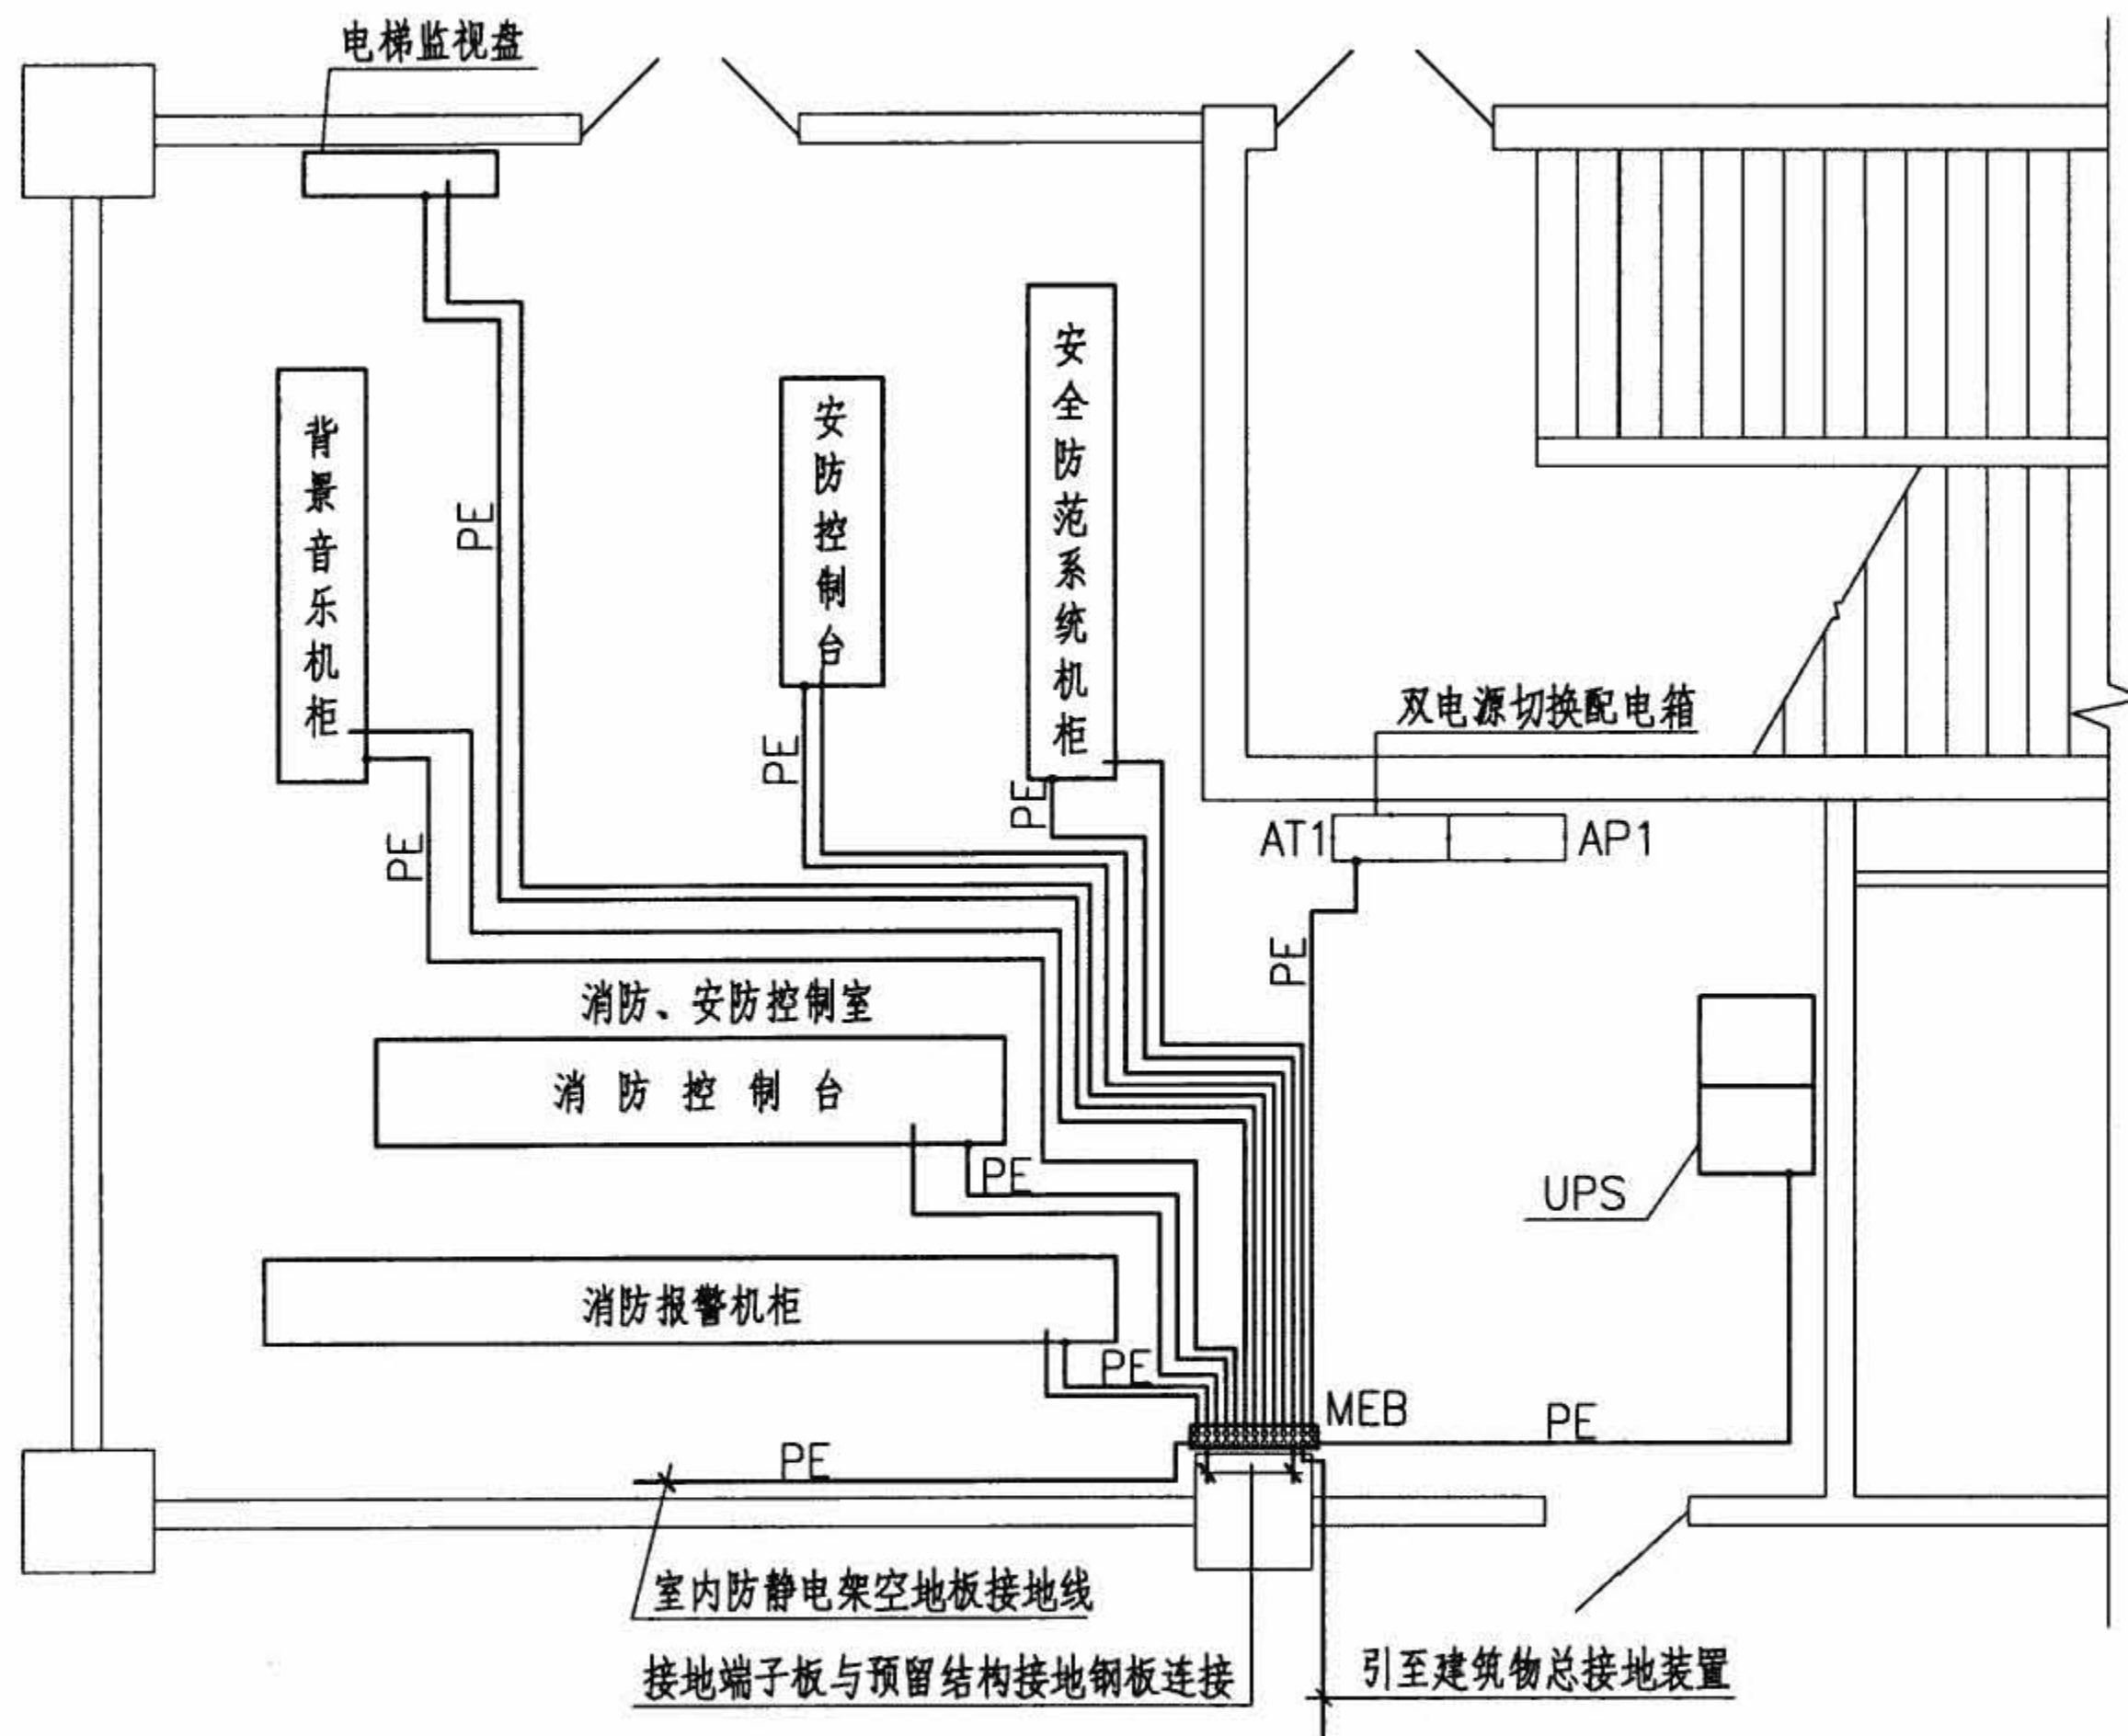 电梯监视盘
背景音乐机柜
安防控制台
安全防范系统机柜
PE
PE
PE
PE
双电源切换配电箱
AT1
AP1
PE
消防、安防控制室
消防控制台
PE
UPS
消防报警机柜
PE
MEB
PE
PE
室内防静电架空地板接地线
接地端子板与预留结构接地钢板连接
引至建筑物总接地装置